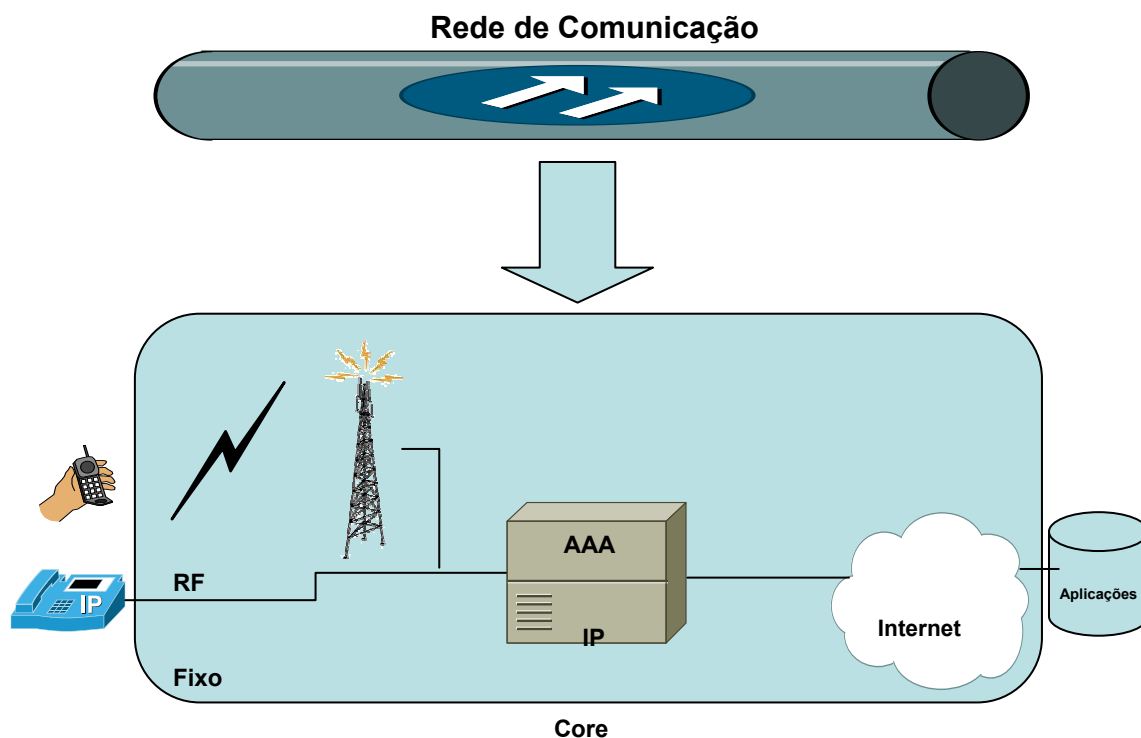 Rede de Comunicação
AAA
RF
IP
Aplicações
Internet
IP
Fixo
Core